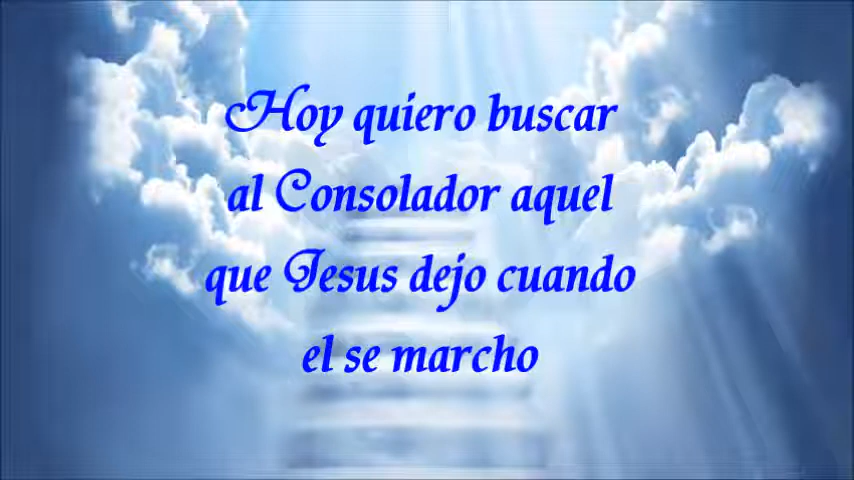 Hoy quiero buscar
al Consolador aquel
que Jesus dejo cuando
el se marcho